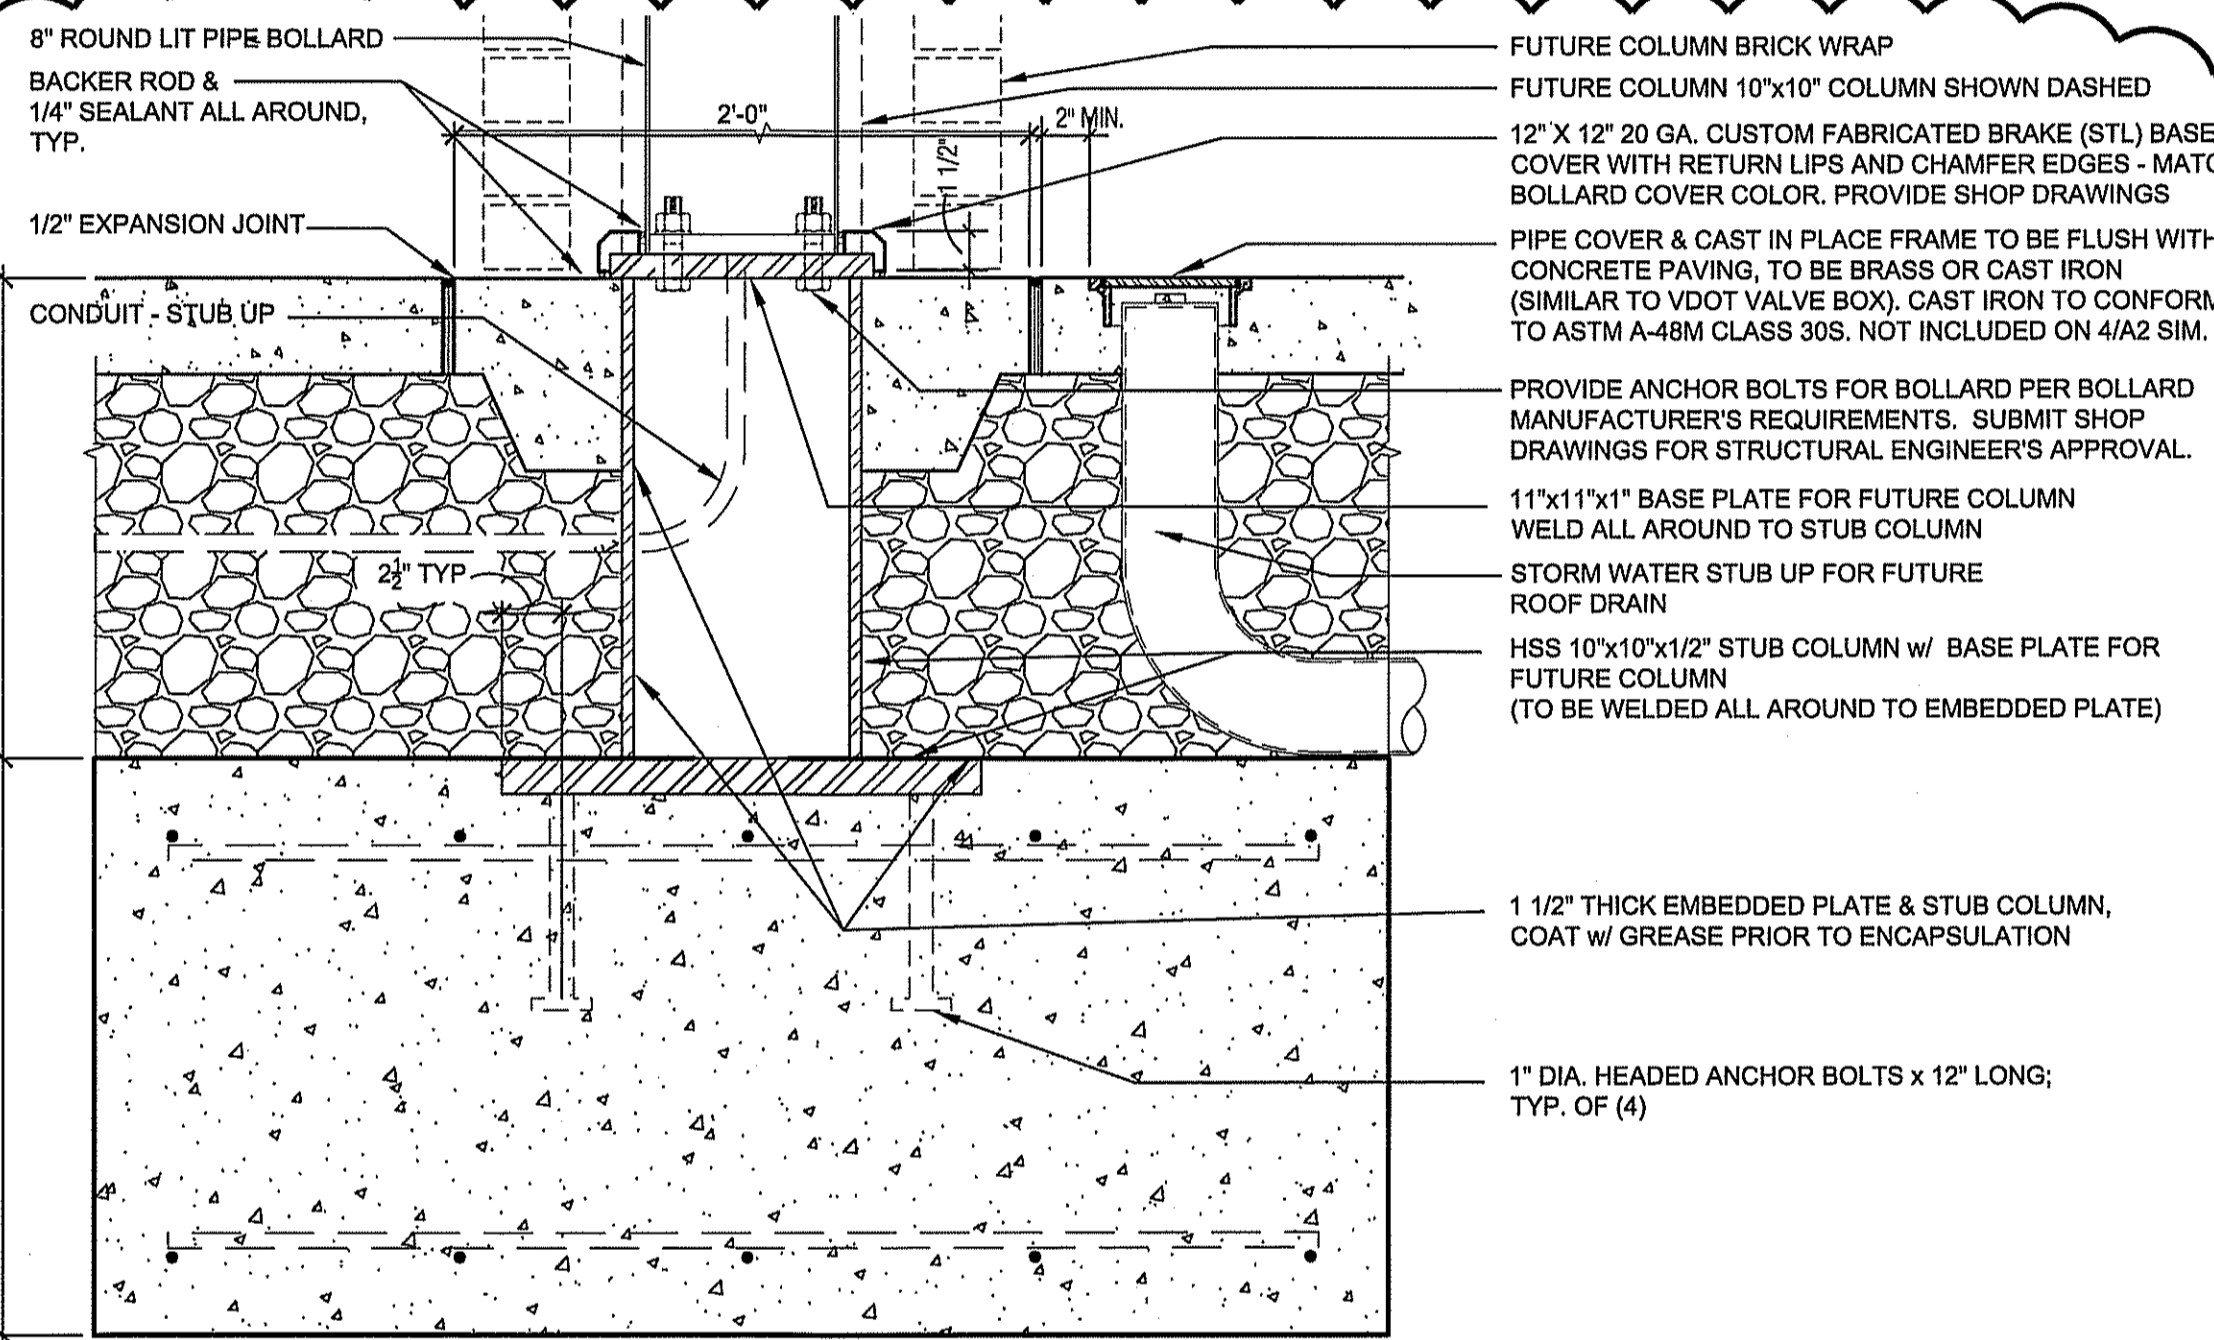 8" ROUND LIT PIPE BOLLARD
BACKER ROD &
1/4" SEALANT ALL AROUND,
TYP.
1/2" EXPANSION JOINT
CONDUIT - STUB UP
2'-0"
2" MIN.
1 1/2"
2½" TYP
FUTURE COLUMN BRICK WRAP
FUTURE COLUMN 10"x10" COLUMN SHOWN DASHED
12" X 12" 20 GA. CUSTOM FABRICATED BRAKE (STL) BASE
COVER WITH RETURN LIPS AND CHAMFER EDGES - MATC
BOLLARD COVER COLOR. PROVIDE SHOP DRAWINGS
PIPE COVER & CAST IN PLACE FRAME TO BE FLUSH WITH
CONCRETE PAVING, TO BE BRASS OR CAST IRON
(SIMILAR TO VDOT VALVE BOX). CAST IRON TO CONFORM
TO ASTM A-48M CLASS 30S. NOT INCLUDED ON 4/A2 SIM.
PROVIDE ANCHOR BOLTS FOR BOLLARD PER BOLLARD
MANUFACTURER'S REQUIREMENTS. SUBMIT SHOP
DRAWINGS FOR STRUCTURAL ENGINEER'S APPROVAL.
11"x11"x1" BASE PLATE FOR FUTURE COLUMN
WELD ALL AROUND TO STUB COLUMN
STORM WATER STUB UP FOR FUTURE
ROOF DRAIN
HSS 10"x10"x1/2" STUB COLUMN w/ BASE PLATE FOR
FUTURE COLUMN
(TO BE WELDED ALL AROUND TO EMBEDDED PLATE)
1 1/2" THICK EMBEDDED PLATE & STUB COLUMN,
COAT w/ GREASE PRIOR TO ENCAPSULATION
1" DIA. HEADED ANCHOR BOLTS x 12" LONG;
TYP. OF (4)